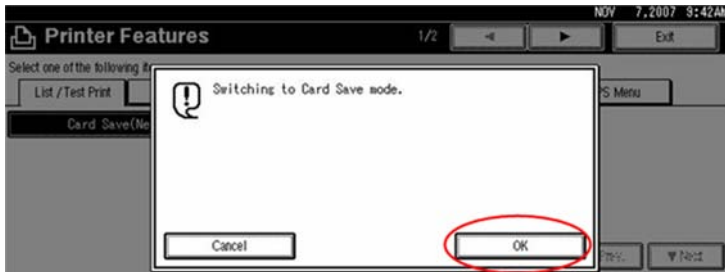 NOV 7,2007 9:42AM
Printer Features 1/2 Exit
Select one of the following
List /Test Print PS Menu
Switching to Card Save mode.
Card Save(Ne
Cancel OK
Prev. ▼Next